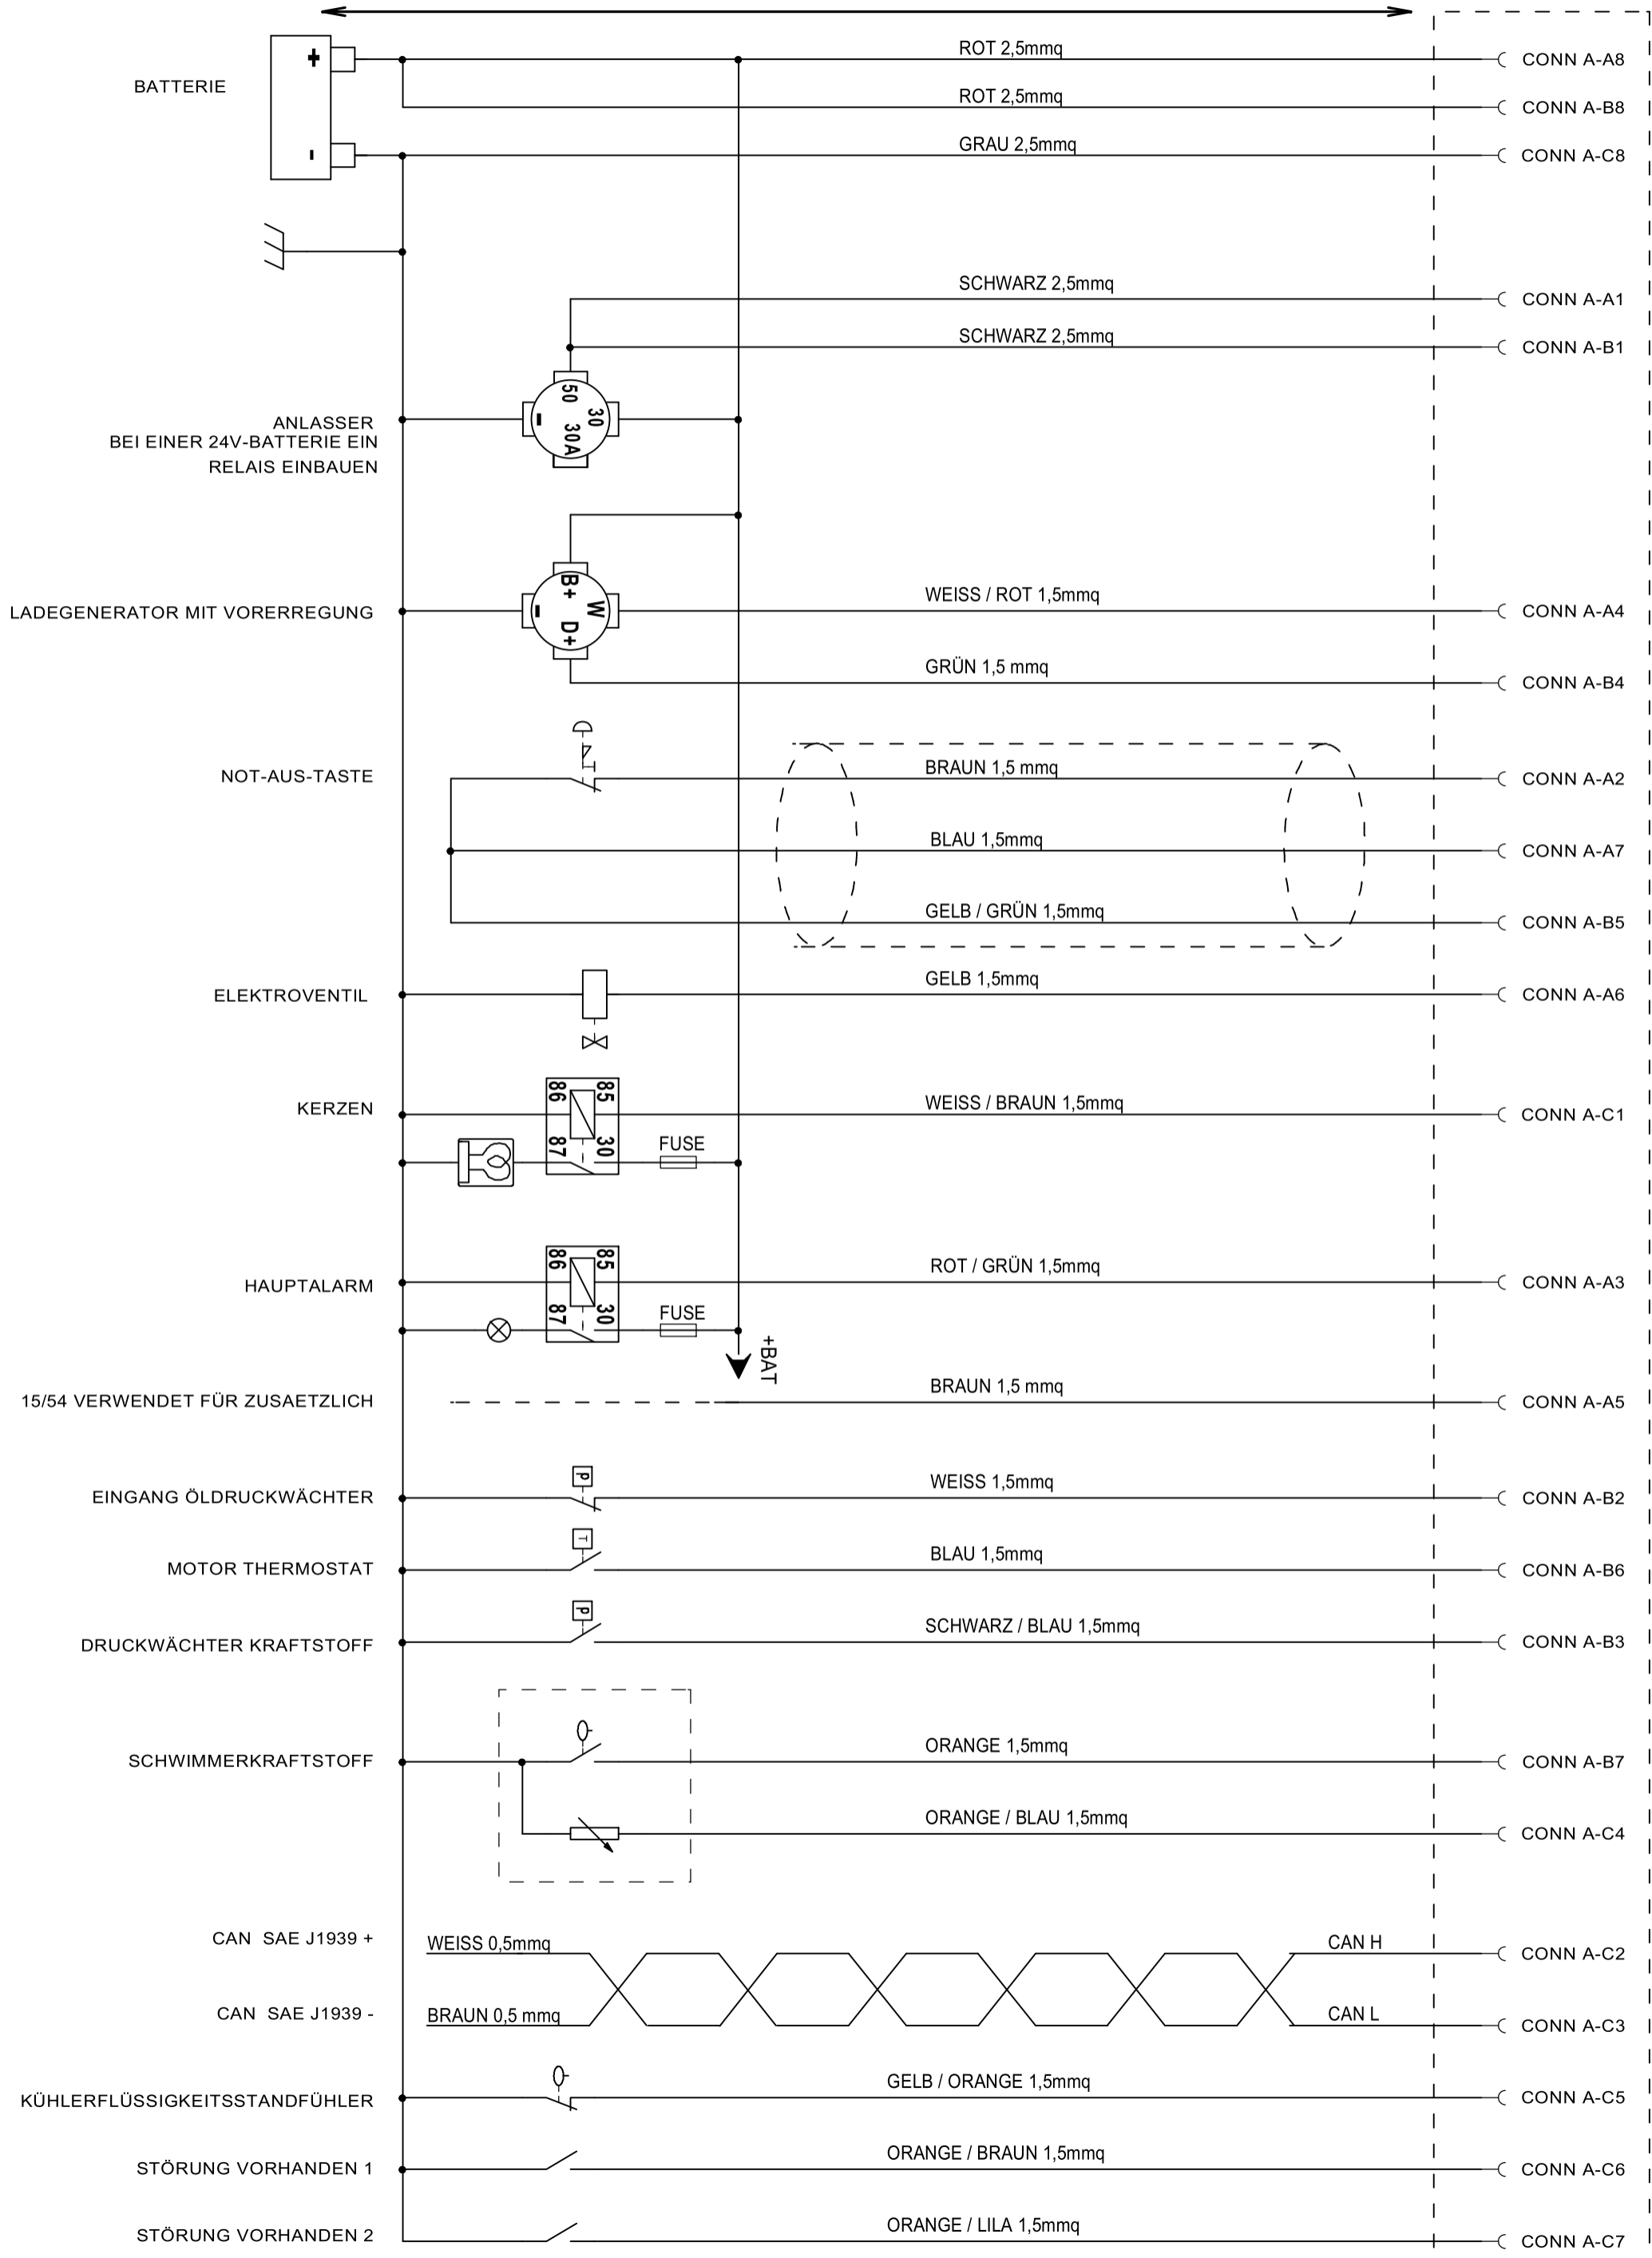 ROT 2,5mmq CONN A-A8
BATTERIE + ROT 2,5mmq CONN A-B8
- GRAU 2,5mmq CONN A-C8
SCHWARZ 2,5mmq CONN A-A1
SCHWARZ 2,5mmq CONN A-B1
ANLASSER
BEI EINER 24V-BATTERIE EIN
RELAIS EINBAUEN
50 30 30A -
LADEGENERATOR MIT VORERREGUNG B+ W D+ - WEISS / ROT 1,5mmq CONN A-A4
GRÜN 1,5 mmq CONN A-B4
NOT-AUS-TASTE BRAUN 1,5 mmq CONN A-A2
BLAU 1,5mmq CONN A-A7
GELB / GRÜN 1,5mmq CONN A-B5
ELEKTROVENTIL GELB 1,5mmq CONN A-A6
KERZEN 86 85 WEISS / BRAUN 1,5mmq CONN A-C1
87 30 FUSE
HAUPTALARM 86 85 ROT / GRÜN 1,5mmq CONN A-A3
87 30 FUSE
+BAT
15/54 VERWENDET FÜR ZUSAETZLICH BRAUN 1,5 mmq CONN A-A5
EINGANG ÖLDRUCKWÄCHTER P WEISS 1,5mmq CONN A-B2
MOTOR THERMOSTAT T BLAU 1,5mmq CONN A-B6
DRUCKWÄCHTER KRAFTSTOFF P SCHWARZ / BLAU 1,5mmq CONN A-B3
SCHWIMMERKRAFTSTOFF ORANGE 1,5mmq CONN A-B7
ORANGE / BLAU 1,5mmq CONN A-C4
CAN SAE J1939 + WEISS 0,5mmq CAN H CONN A-C2
CAN SAE J1939 - BRAUN 0,5 mmq CAN L CONN A-C3
KÜHLERFLÜSSIGKEITSSTANDFÜHLER GELB / ORANGE 1,5mmq CONN A-C5
STÖRUNG VORHANDEN 1 ORANGE / BRAUN 1,5mmq CONN A-C6
STÖRUNG VORHANDEN 2 ORANGE / LILA 1,5mmq CONN A-C7